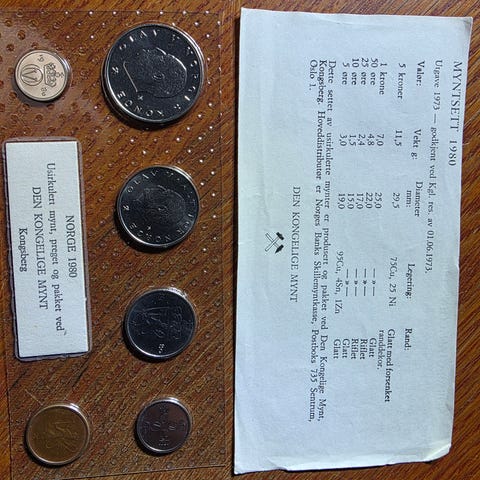 MYNTSETT 1980
Utgave 1973 — godkjent ved Kgl. res. av 01.06.1973.
Valør: Vekt g: Diameter Legering: Rand:
mm:
5 kroner 11,5 29,5 75Cu, 25 Ni Glatt med forsenket
randdekor.
1 krone 7,0 25,0 —»— Glatt
50 øre 4,8 22,0 —»— Riflet
25 øre 2,4 17,0 —»— Riflet
10 øre 1,5 15,0 —»— Glatt
5 øre 3,0 19,0 95Cu, 4Sn, 1Zn Glatt
Dette settet av usirkulerte mynter er produsert og pakket ved Den Kongelige Mynt,
Kongsberg. Hoveddistributør er Norges Banks Skillemyntkasse, Postboks 735 Sentrum,
Oslo 1.
DEN KONGELIGE MYNT
NORGE 1980
Usirkulert mynt, preget og pakket ved
DEN KONGELIGE MYNT
Kongsberg